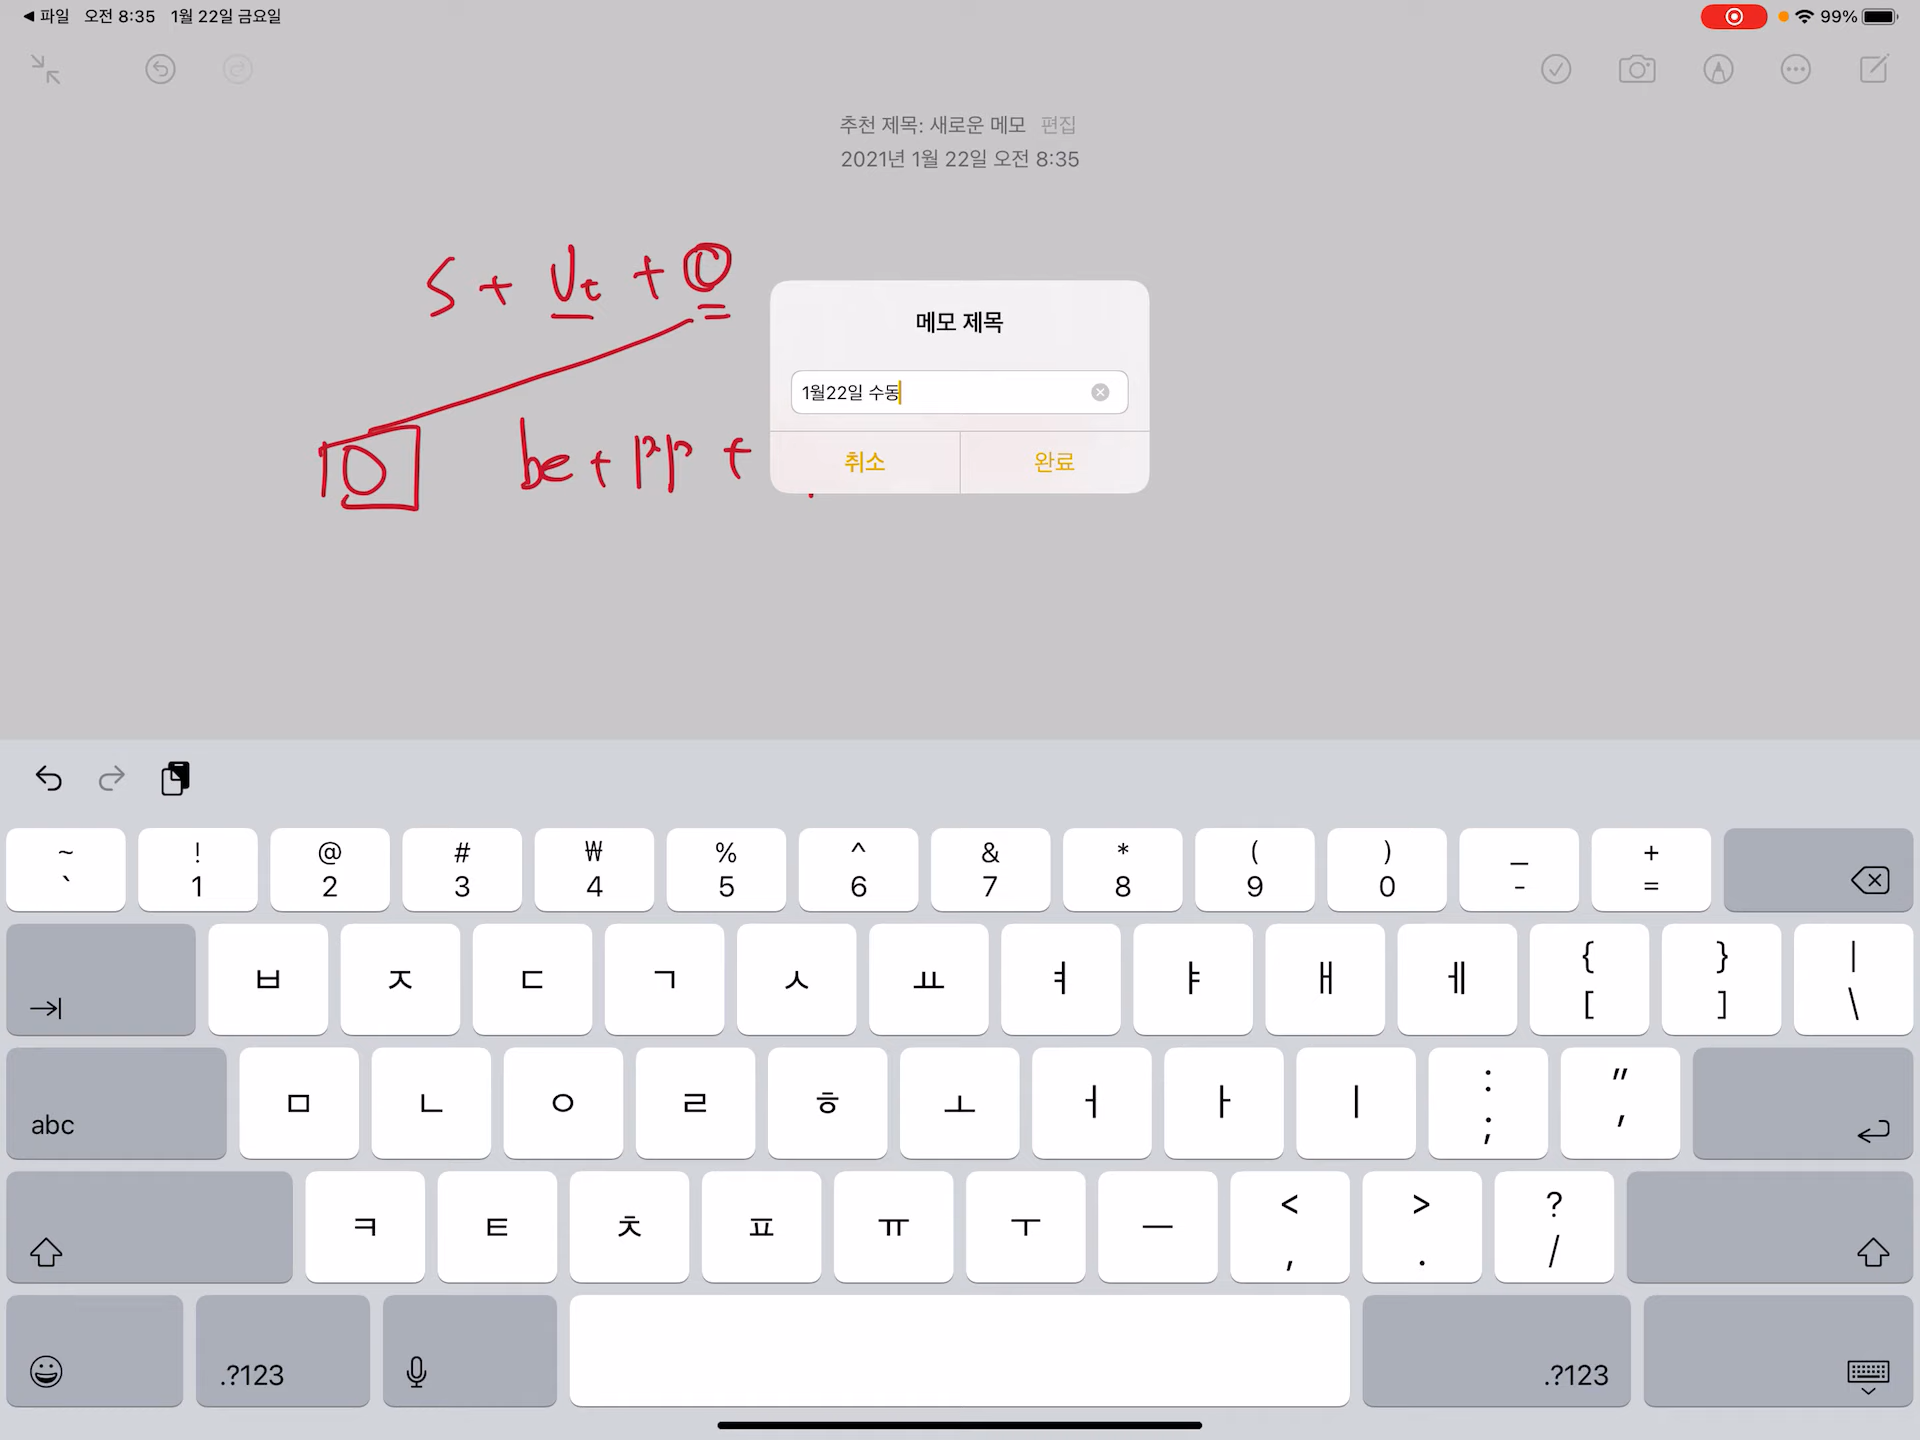 파일 오전 8:35 1월 22일 금요일 99%
추천 제목: 새로운 메모 편집
2021년 1월 22일 오전 8:35
S + Vt + O
메모 제목
1월22일 수동
취소 완료
O be + p.p +
~ ! @ # ₩ % ^ & * ( ) _ +
` 1 2 3 4 5 6 7 8 9 0 - =
ㅂ ㅈ ㄷ ㄱ ㅅ ㅛ ㅕ ㅑ ㅐ ㅔ { [ } ] | \
abc ㅁ ㄴ ㅇ ㄹ ㅎ ㅗ ㅓ ㅏ ㅣ : ; " '
ㅋ ㅌ ㅊ ㅍ ㅠ ㅜ ㅡ < , > . ? /
.?123 .?123